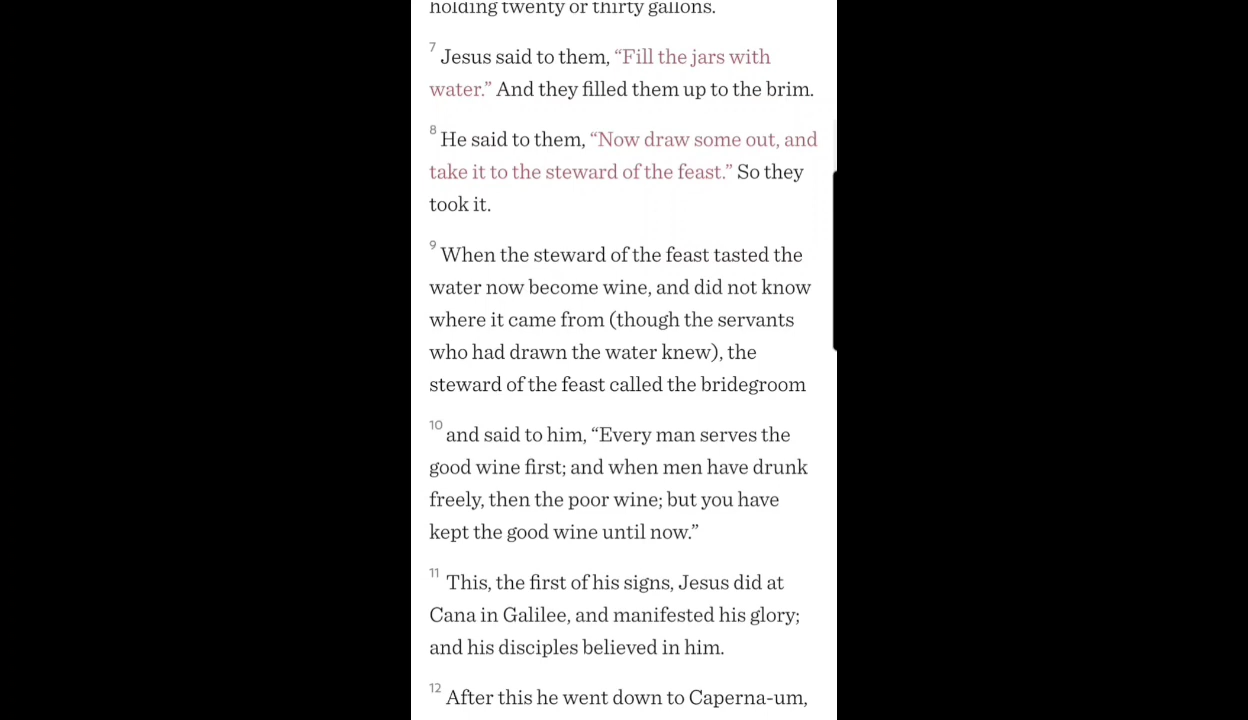 holding twenty or thirty gallons.
7 Jesus said to them, “Fill the jars with
water.” And they filled them up to the brim.
8 He said to them, “Now draw some out, and
take it to the steward of the feast.” So they
took it.
9 When the steward of the feast tasted the
water now become wine, and did not know
where it came from (though the servants
who had drawn the water knew), the
steward of the feast called the bridegroom
10 and said to him, “Every man serves the
good wine first; and when men have drunk
freely, then the poor wine; but you have
kept the good wine until now.”
11 This, the first of his signs, Jesus did at
Cana in Galilee, and manifested his glory;
and his disciples believed in him.
12 After this he went down to Caperna-um,